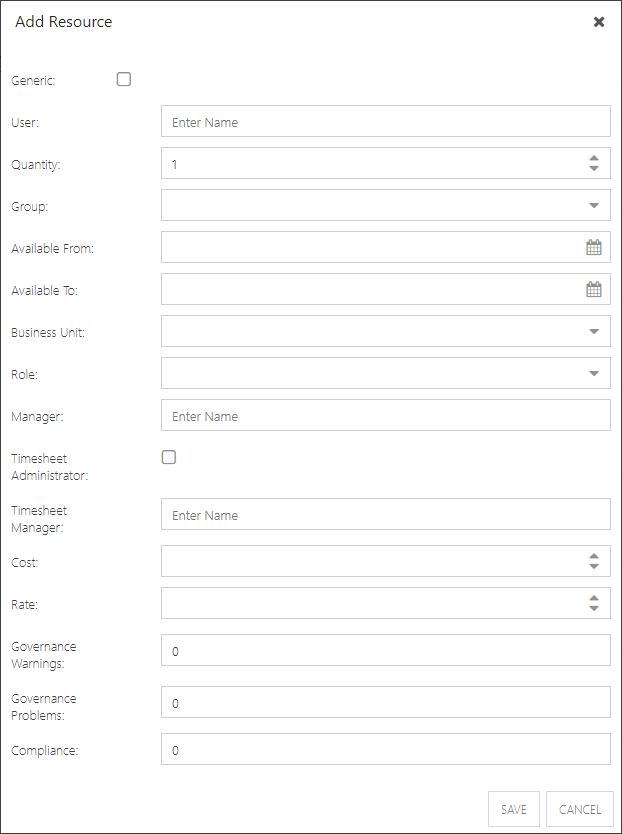 Add Resource
Generic:
User:
Enter Name
Quantity:
1
Group:
Available From:
Available To:
Business Unit:
Role:
Manager:
Enter Name
Timesheet
Administrator:
Timesheet
Manager:
Enter Name
Cost:
Rate:
Governance
Warnings:
0
Governance
Problems:
0
Compliance:
0
SAVE
CANCEL